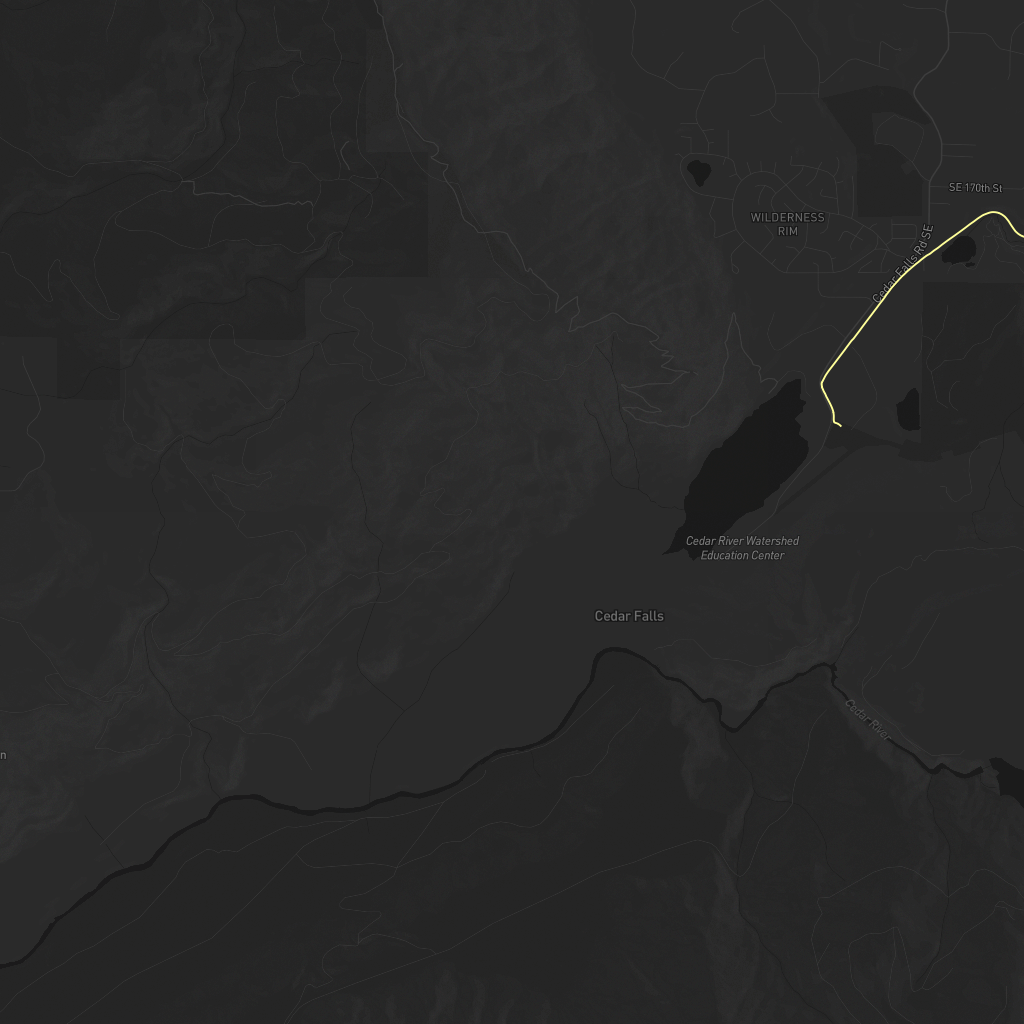 SE 170th St
WILDERNESS
RIM
Cedar Falls Rd SE
Cedar River Watershed
Education Center
Cedar Falls
Cedar River
n